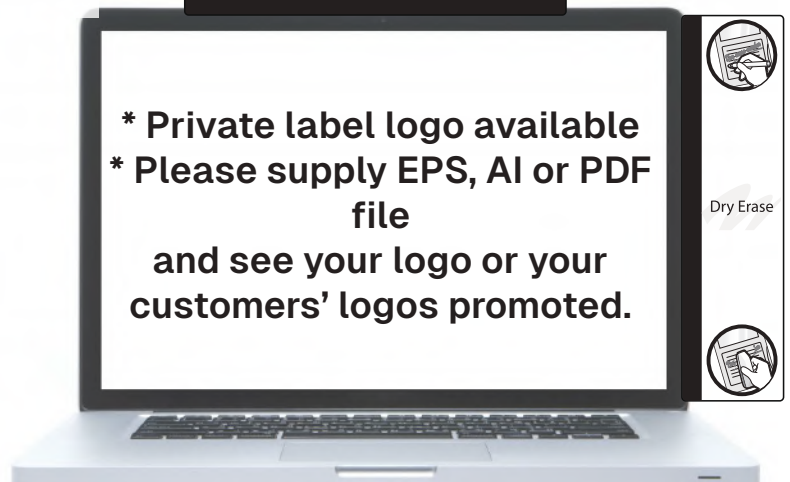 * Private label logo available
* Please supply EPS, AI or PDF
file
and see your logo or your
customers’ logos promoted.
Dry Erase